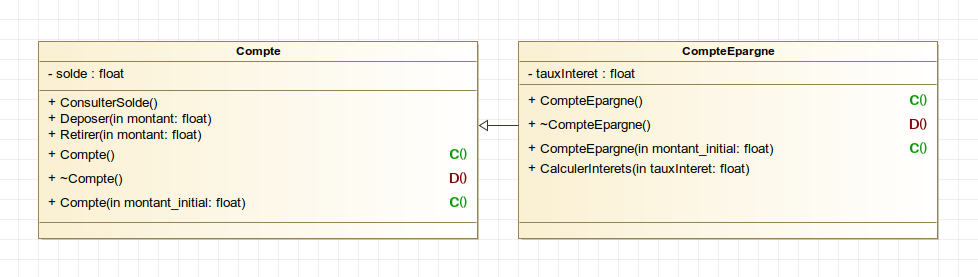 Compte
- solde : float
+ ConsulterSolde()
+ Deposer(in montant: float)
+ Retirer(in montant: float)
+ Compte() C()
+ ~Compte() D()
+ Compte(in montant_initial: float) C()
CompteEpargne
- tauxInteret : float
+ CompteEpargne() C()
+ ~CompteEpargne() D()
+ CompteEpargne(in montant_initial: float) C()
+ CalculerInterets(in tauxInteret: float)